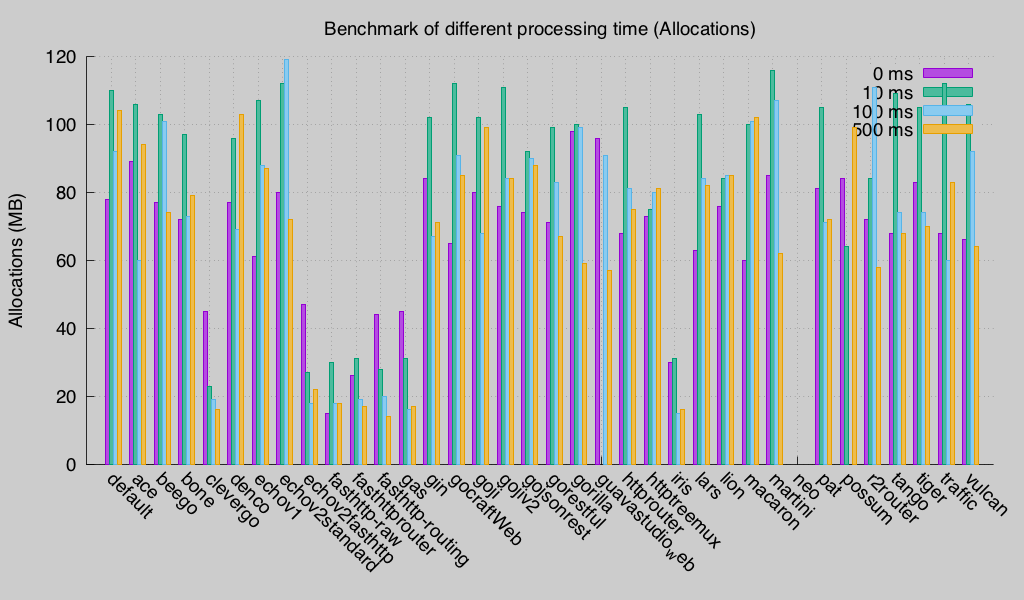 Benchmark of different processing time (Allocations)
0 ms
10 ms
100 ms
500 ms
Allocations (MB)
120
100
80
60
40
20
0
default
ace
beego
bone
clevergo
denco
echov1
echov2standard
echov2fasthttp
fasthttp-raw
fasthttprouter
fasthttp-routing
gas
gin
gocraftWeb
goji
gojiv2
gojsonrest
gorestful
gorilla
guavastudioweb
httprouter
httptreemux
iris
lars
lion
macaron
martini
neo
pat
possum
r2router
tango
tiger
traffic
vulcan